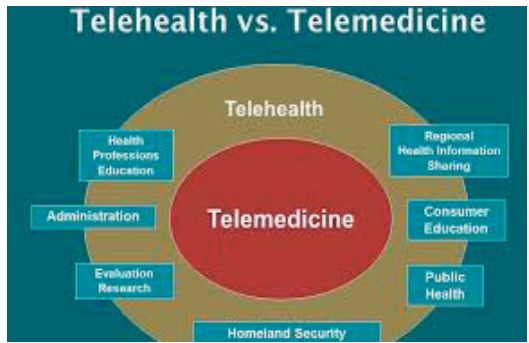 Telehealth vs. Telemedicine
Telehealth
Health
Professions
Education
Regional
Health Information
Sharing
Administration
Telemedicine
Consumer
Education
Evaluation
Research
Public
Health
Homeland Security